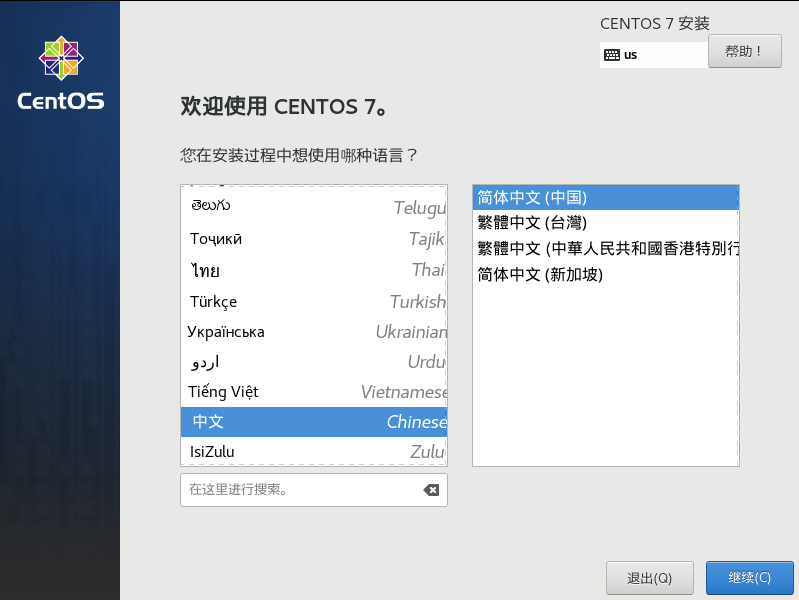 CentOS
CENTOS 7 安装
us
帮助！
欢迎使用 CENTOS 7。
您在安装过程中想使用哪种语言？
తెలుగు Telugu
Тоҷикӣ Tajik
ไทย Thai
Türkçe Turkish
Українська Ukrainian
اردو Urdu
Tiếng Việt Vietnamese
中文 Chinese
IsiZulu Zulu
在这里进行搜索。
简体中文 (中国)
繁體中文 (台灣)
繁體中文 (中華人民共和國香港特別行
简体中文 (新加坡)
退出(Q)
继续(C)